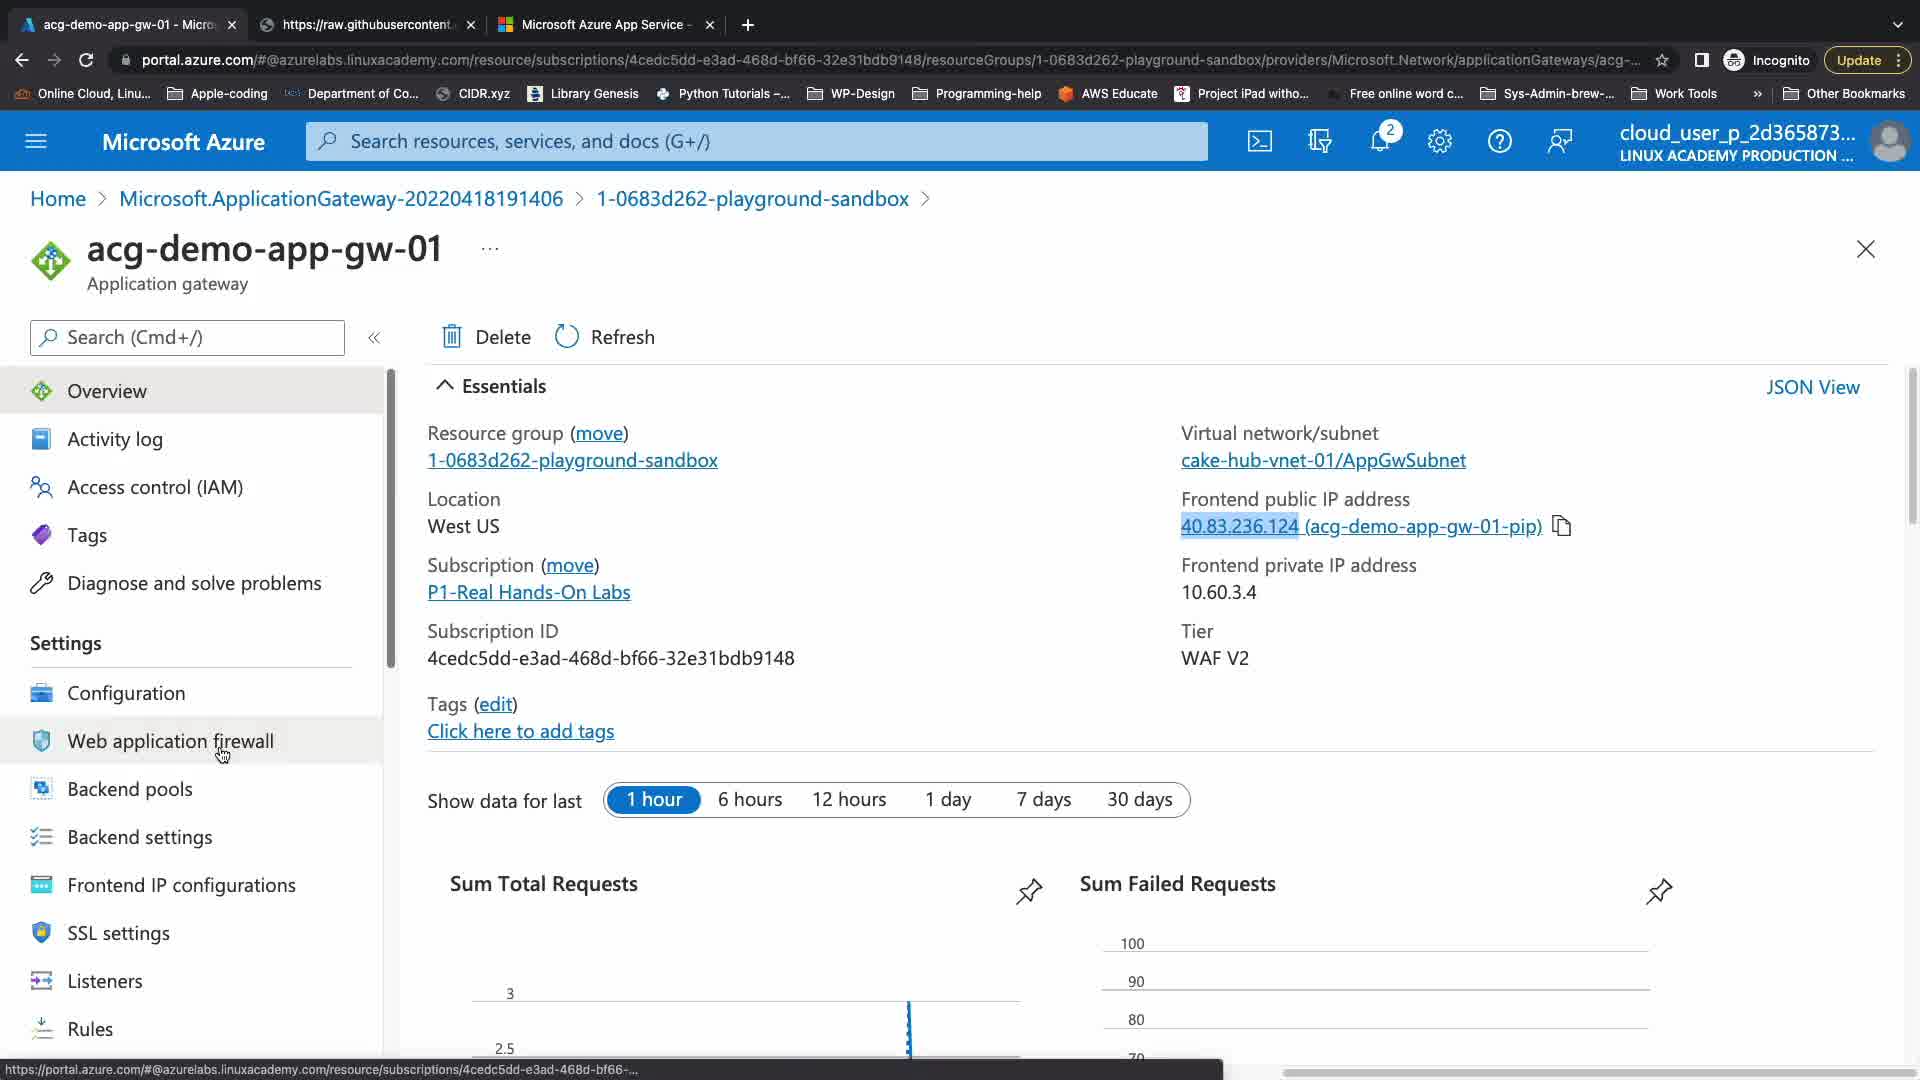 acg-demo-app-gw-01 - Micro
https://raw.githubusercontent.
Microsoft Azure App Service -
portal.azure.com/#@azurelabs.linuxacademy.com/resource/subscriptions/4cedc5dd-e3ad-468d-bf66-32e31bdb9148/resourceGroups/1-0683d262-playground-sandbox/providers/Microsoft.Network/applicationGateways/acg-...
Incognito
Update
Online Cloud, Linu...
Apple-coding
Department of Co...
CIDR.xyz
Library Genesis
Python Tutorials –...
WP-Design
Programming-help
AWS Educate
Project iPad witho...
Free online word c...
Sys-Admin-brew-...
Work Tools
»
Other Bookmarks
Microsoft Azure
Search resources, services, and docs (G+/)
2
cloud_user_p_2d365873...
LINUX ACADEMY PRODUCTION ...
Home > Microsoft.ApplicationGateway-20220418191406 > 1-0683d262-playground-sandbox >
acg-demo-app-gw-01 ...
Application gateway
Search (Cmd+/)
«
Delete
Refresh
Overview
Activity log
Access control (IAM)
Tags
Diagnose and solve problems
Settings
Configuration
Web application firewall
Backend pools
Backend settings
Frontend IP configurations
SSL settings
Listeners
Rules
Essentials
JSON View
Resource group (move)
1-0683d262-playground-sandbox
Location
West US
Subscription (move)
P1-Real Hands-On Labs
Subscription ID
4cedc5dd-e3ad-468d-bf66-32e31bdb9148
Tags (edit)
Click here to add tags
Virtual network/subnet
cake-hub-vnet-01/AppGwSubnet
Frontend public IP address
40.83.236.124 (acg-demo-app-gw-01-pip)
Frontend private IP address
10.60.3.4
Tier
WAF V2
Show data for last
1 hour
6 hours
12 hours
1 day
7 days
30 days
Sum Total Requests
3
2.5
Sum Failed Requests
100
90
80
70
https://portal.azure.com/#@azurelabs.linuxacademy.com/resource/subscriptions/4cedc5dd-e3ad-468d-bf66-...